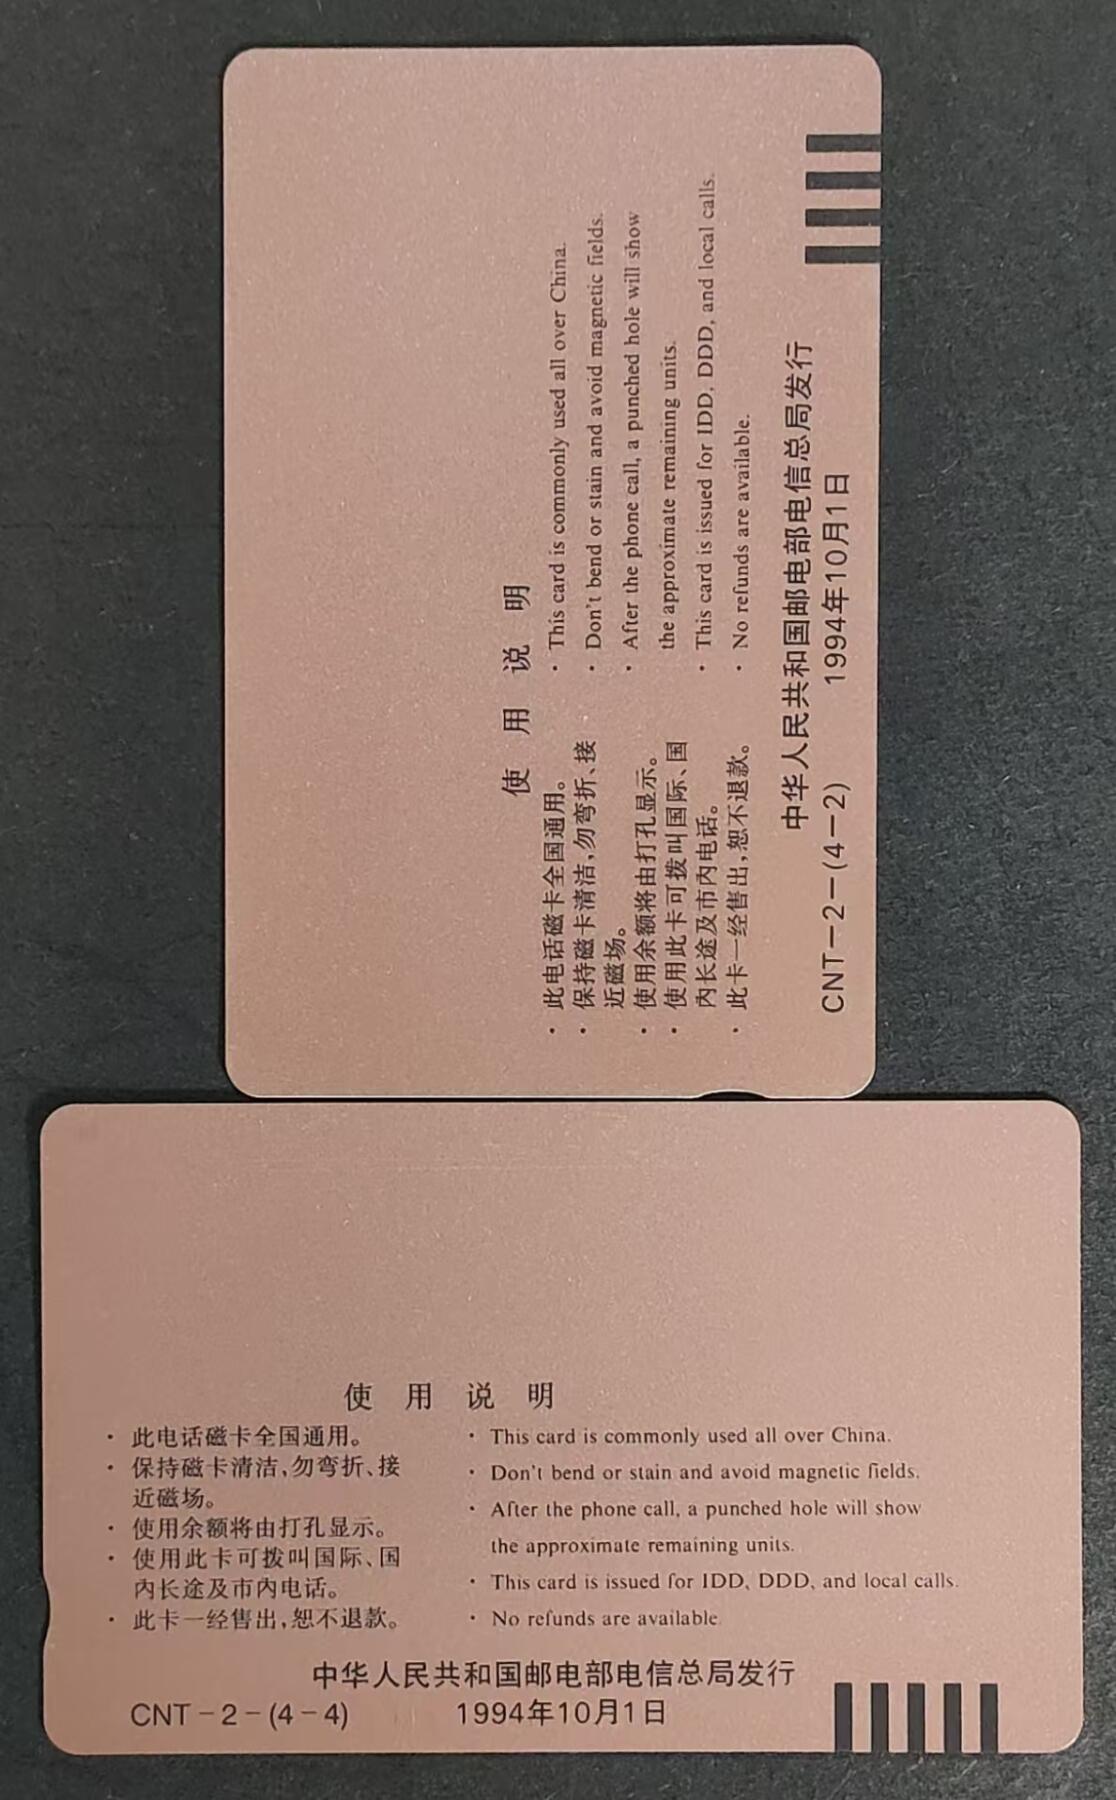 使用说明
· 此电话磁卡全国通用。
· 保持磁卡清洁,勿弯折、接
近磁场。
· 使用余额将由打孔显示。
· 使用此卡可拨叫国际、国
内长途及市内电话。
· 此卡一经售出,恕不退款。
· This card is commonly used all over China.
· Don't bend or stain and avoid magnetic fields.
· After the phone call, a punched hole will show
the approximate remaining units.
· This card is issued for IDD, DDD, and local calls.
· No refunds are available.
中华人民共和国邮电部电信总局发行
CNT-2-(4-2) 1994年10月1日
使用说明
· 此电话磁卡全国通用。
· 保持磁卡清洁,勿弯折、接
近磁场。
· 使用余额将由打孔显示。
· 使用此卡可拨叫国际、国
内长途及市内电话。
· 此卡一经售出,恕不退款。
· This card is commonly used all over China.
· Don't bend or stain and avoid magnetic fields.
· After the phone call, a punched hole will show
the approximate remaining units.
· This card is issued for IDD, DDD, and local calls.
· No refunds are available.
中华人民共和国邮电部电信总局发行
CNT-2-(4-4) 1994年10月1日